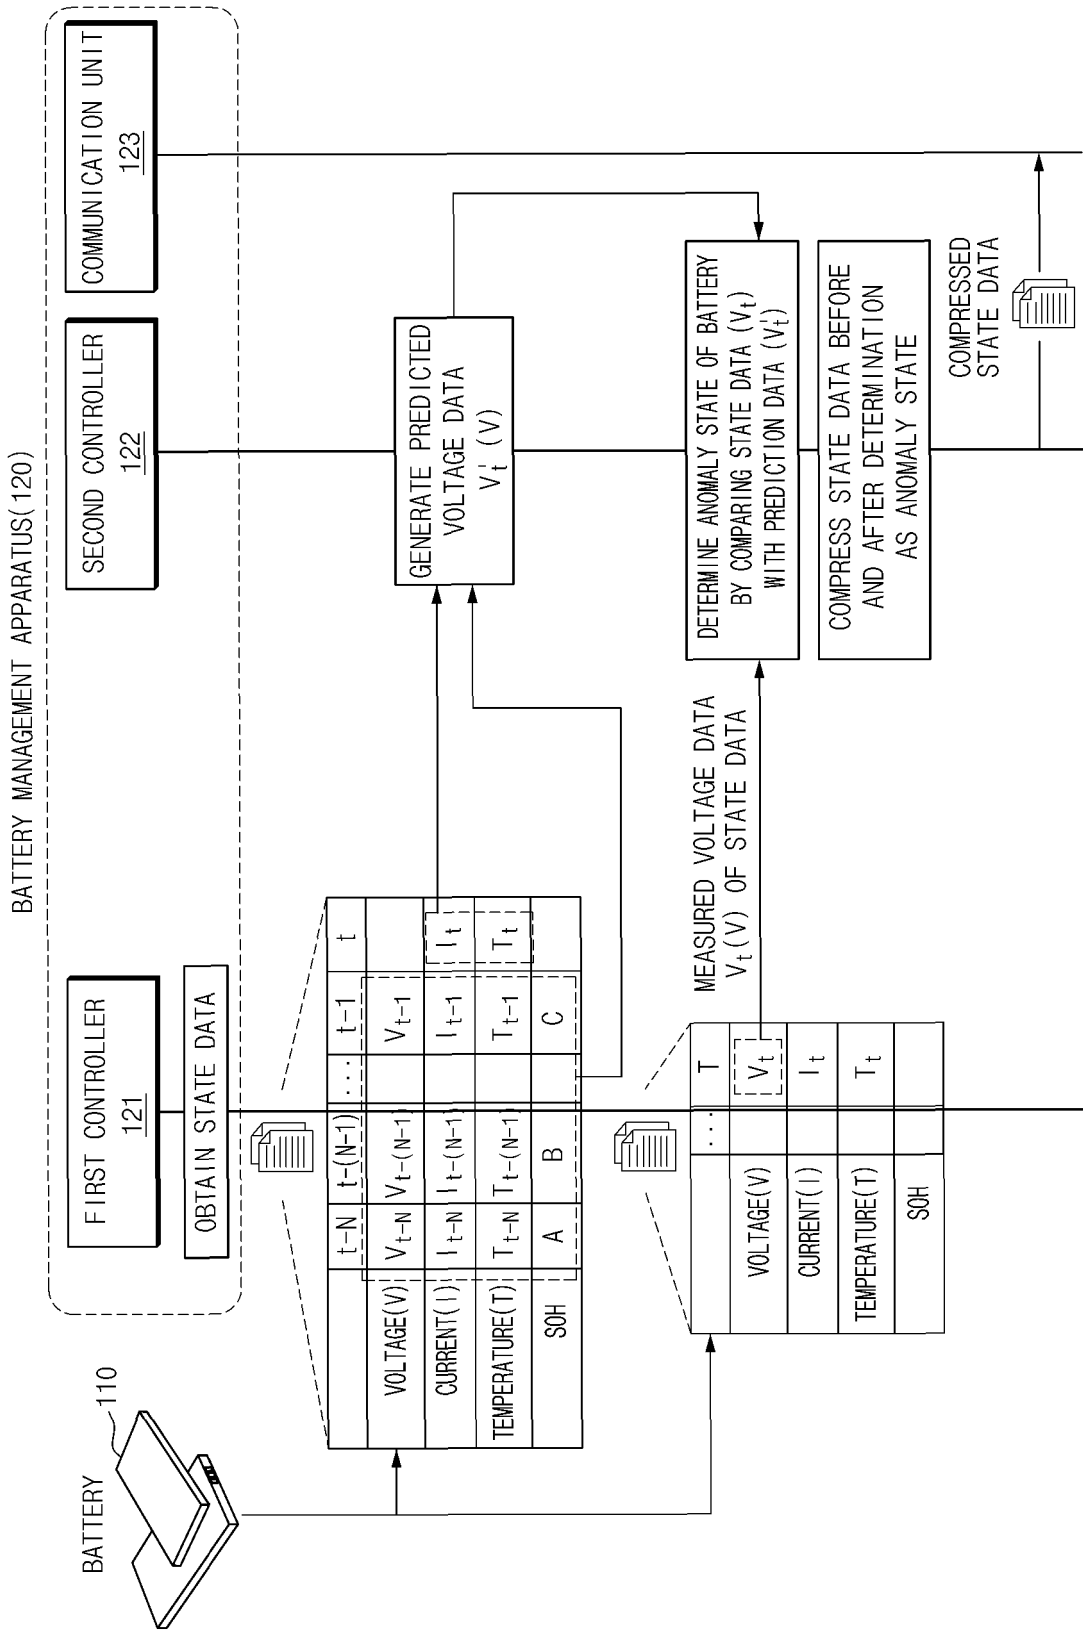 BATTERY MANAGEMENT APPARATUS(120)
BATTERY
110
FIRST CONTROLLER
121
SECOND CONTROLLER
122
COMMUNICATION UNIT
123
OBTAIN STATE DATA
t-N t-(N-1) ... t-1 t
VOLTAGE(V) Vt-N Vt-(N-1) Vt-1
CURRENT(I) It-N It-(N-1) It-1 It
TEMPERATURE(T) Tt-N Tt-(N-1) Tt-1 Tt
SOH A B C
GENERATE PREDICTED
VOLTAGE DATA
Vt'(V)
... T
VOLTAGE(V) Vt
CURRENT(I) It
TEMPERATURE(T) Tt
SOH
MEASURED VOLTAGE DATA
Vt(V) OF STATE DATA
DETERMINE ANOMALY STATE OF BATTERY
BY COMPARING STATE DATA (Vt)
WITH PREDICTION DATA (Vt')
COMPRESS STATE DATA BEFORE
AND AFTER DETERMINATION
AS ANOMALY STATE
COMPRESSED
STATE DATA